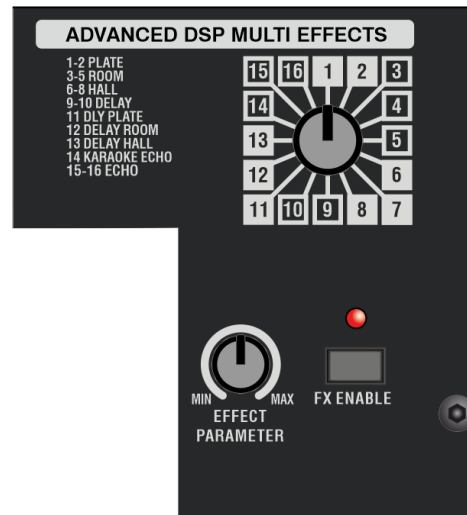 ADVANCED DSP MULTI EFFECTS
1-2 PLATE
3-5 ROOM
6-8 HALL
9-10 DELAY
11 DLY PLATE
12 DELAY ROOM
13 DELAY HALL
14 KARAOKE ECHO
15-16 ECHO
15 16 1 2 3
14 4
13 5
12 6
11 10 9 8 7
MIN MAX
EFFECT
PARAMETER
FX ENABLE